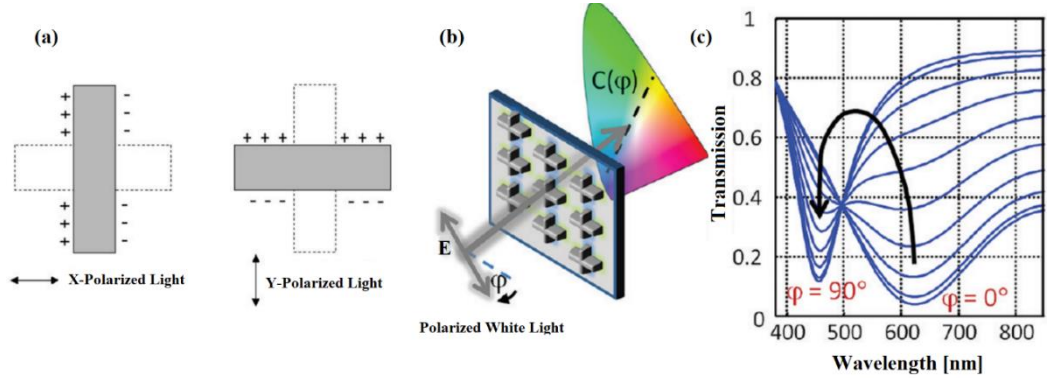 (a)
+ -
+ -
+ -
+ -
+ -
+ -
X-Polarized Light
+ + + + + +
- - - - - -
Y-Polarized Light
(b)
C(φ)
E
φ
Polarized White Light
(c)
1
0.8
0.6
0.4
0.2
0
Transmission
φ = 90°
φ = 0°
400 500 600 700 800
Wavelength [nm]